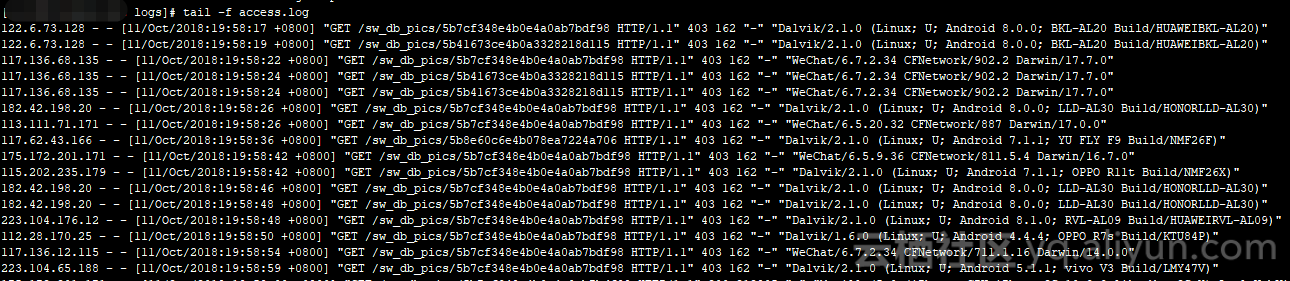 [ logs]# tail -f access.log
122.6.73.128 - - [11/Oct/2018:19:58:17 +0800] "GET /sw_db_pics/5b7cf348e4b0e4a0ab7bdf98 HTTP/1.1" 403 162 "-" "Dalvik/2.1.0 (Linux; U; Android 8.0.0; BKL-AL20 Build/HUAWEIBKL-AL20)"
122.6.73.128 - - [11/Oct/2018:19:58:19 +0800] "GET /sw_db_pics/5b41673ce4b0a3328218d115 HTTP/1.1" 403 162 "-" "Dalvik/2.1.0 (Linux; U; Android 8.0.0; BKL-AL20 Build/HUAWEIBKL-AL20)"
117.136.68.135 - - [11/Oct/2018:19:58:22 +0800] "GET /sw_db_pics/5b7cf348e4b0e4a0ab7bdf98 HTTP/1.1" 403 162 "-" "WeChat/6.7.2.34 CFNetwork/902.2 Darwin/17.7.0"
117.136.68.135 - - [11/Oct/2018:19:58:24 +0800] "GET /sw_db_pics/5b41673ce4b0a3328218d115 HTTP/1.1" 403 162 "-" "WeChat/6.7.2.34 CFNetwork/902.2 Darwin/17.7.0"
117.136.68.135 - - [11/Oct/2018:19:58:24 +0800] "GET /sw_db_pics/5b41673ce4b0a3328218d115 HTTP/1.1" 403 162 "-" "WeChat/6.7.2.34 CFNetwork/902.2 Darwin/17.7.0"
182.42.198.20 - - [11/Oct/2018:19:58:26 +0800] "GET /sw_db_pics/5b7cf348e4b0e4a0ab7bdf98 HTTP/1.1" 403 162 "-" "Dalvik/2.1.0 (Linux; U; Android 8.0.0; LLD-AL30 Build/HONORLLD-AL30)"
113.111.71.171 - - [11/Oct/2018:19:58:26 +0800] "GET /sw_db_pics/5b7cf348e4b0e4a0ab7bdf98 HTTP/1.1" 403 162 "-" "WeChat/6.5.20.32 CFNetwork/887 Darwin/17.0.0"
117.62.43.166 - - [11/Oct/2018:19:58:36 +0800] "GET /sw_db_pics/5b8e60c6e4b078ea7224a706 HTTP/1.1" 403 162 "-" "Dalvik/2.1.0 (Linux; U; Android 7.1.1; YU FLY F9 Build/NMF26F)"
175.172.201.171 - - [11/Oct/2018:19:58:42 +0800] "GET /sw_db_pics/5b7cf348e4b0e4a0ab7bdf98 HTTP/1.1" 403 162 "-" "WeChat/6.5.9.36 CFNetwork/811.5.4 Darwin/16.7.0"
115.202.235.179 - - [11/Oct/2018:19:58:42 +0800] "GET /sw_db_pics/5b7cf348e4b0e4a0ab7bdf98 HTTP/1.1" 403 162 "-" "Dalvik/2.1.0 (Linux; U; Android 7.1.1; OPPO R11t Build/NMF26X)"
182.42.198.20 - - [11/Oct/2018:19:58:46 +0800] "GET /sw_db_pics/5b7cf348e4b0e4a0ab7bdf98 HTTP/1.1" 403 162 "-" "Dalvik/2.1.0 (Linux; U; Android 8.0.0; LLD-AL30 Build/HONORLLD-AL30)"
182.42.198.20 - - [11/Oct/2018:19:58:48 +0800] "GET /sw_db_pics/5b7cf348e4b0e4a0ab7bdf98 HTTP/1.1" 403 162 "-" "Dalvik/2.1.0 (Linux; U; Android 8.0.0; LLD-AL30 Build/HONORLLD-AL30)"
223.104.176.12 - - [11/Oct/2018:19:58:48 +0800] "GET /sw_db_pics/5b7cf348e4b0e4a0ab7bdf98 HTTP/1.1" 403 162 "-" "Dalvik/2.1.0 (Linux; U; Android 8.1.0; RVL-AL09 Build/HUAWEIRVL-AL09)"
112.28.170.25 - - [11/Oct/2018:19:58:50 +0800] "GET /sw_db_pics/5b7cf348e4b0e4a0ab7bdf98 HTTP/1.1" 403 162 "-" "Dalvik/1.6.0 (Linux; U; Android 4.4.4; OPPO R7s Build/KTU84P)"
117.136.12.115 - - [11/Oct/2018:19:58:54 +0800] "GET /sw_db_pics/5b7cf348e4b0e4a0ab7bdf98 HTTP/1.1" 403 162 "-" "WeChat/6.7.2.34 CFNetwork/711.1.16 Darwin/14.0.0"
223.104.65.188 - - [11/Oct/2018:19:58:59 +0800] "GET /sw_db_pics/5b7cf348e4b0e4a0ab7bdf98 HTTP/1.1" 403 162 "-" "Dalvik/2.1.0 (Linux; U; Android 5.1.1; vivo V3 Build/LMY47V)"
云栖社区 yq.aliyun.com